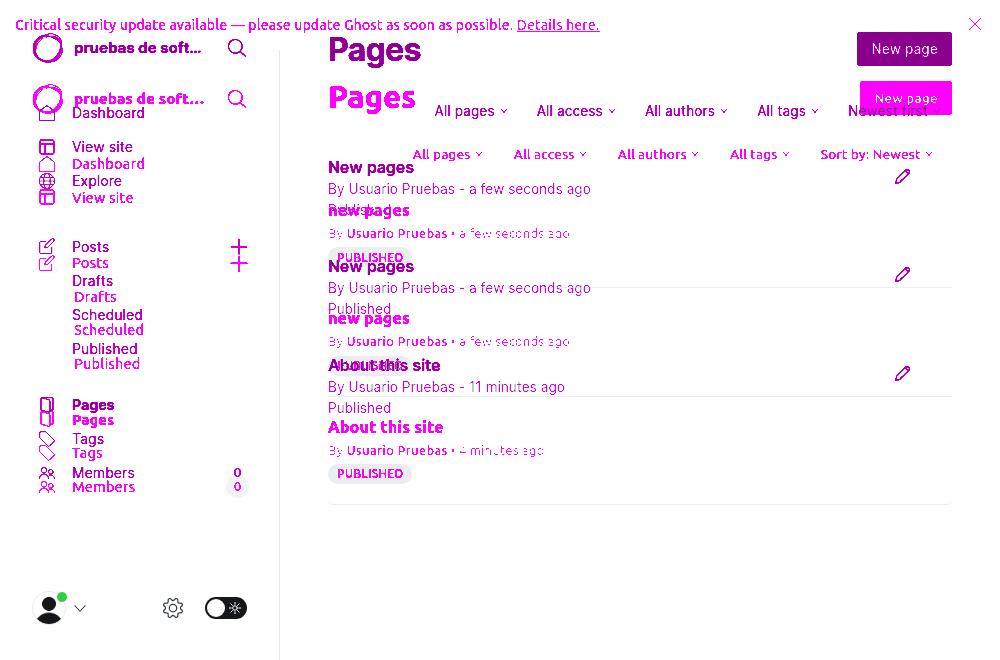 Critical security update available — please update Ghost as soon as possible. Details here.
pruebas de soft...
Pages
New page
pruebas de soft...
Pages
New page
Dashboard
All pages
All access
All authors
All tags
Newest first
View site
Dashboard
All pages
All access
All authors
All tags
Sort by: Newest
New pages
Explore
By Usuario Pruebas - a few seconds ago
View site
Published
new pages
By Usuario Pruebas • a few seconds ago
Posts
PUBLISHED
Posts
New pages
Drafts
By Usuario Pruebas - a few seconds ago
Drafts
Published
Scheduled
new pages
Scheduled
By Usuario Pruebas • a few seconds ago
Published
Published
PUBLISHED
About this site
By Usuario Pruebas - 11 minutes ago
Pages
Published
Pages
About this site
Tags
By Usuario Pruebas • 4 minutes ago
Tags
Members
0
PUBLISHED
Members
0